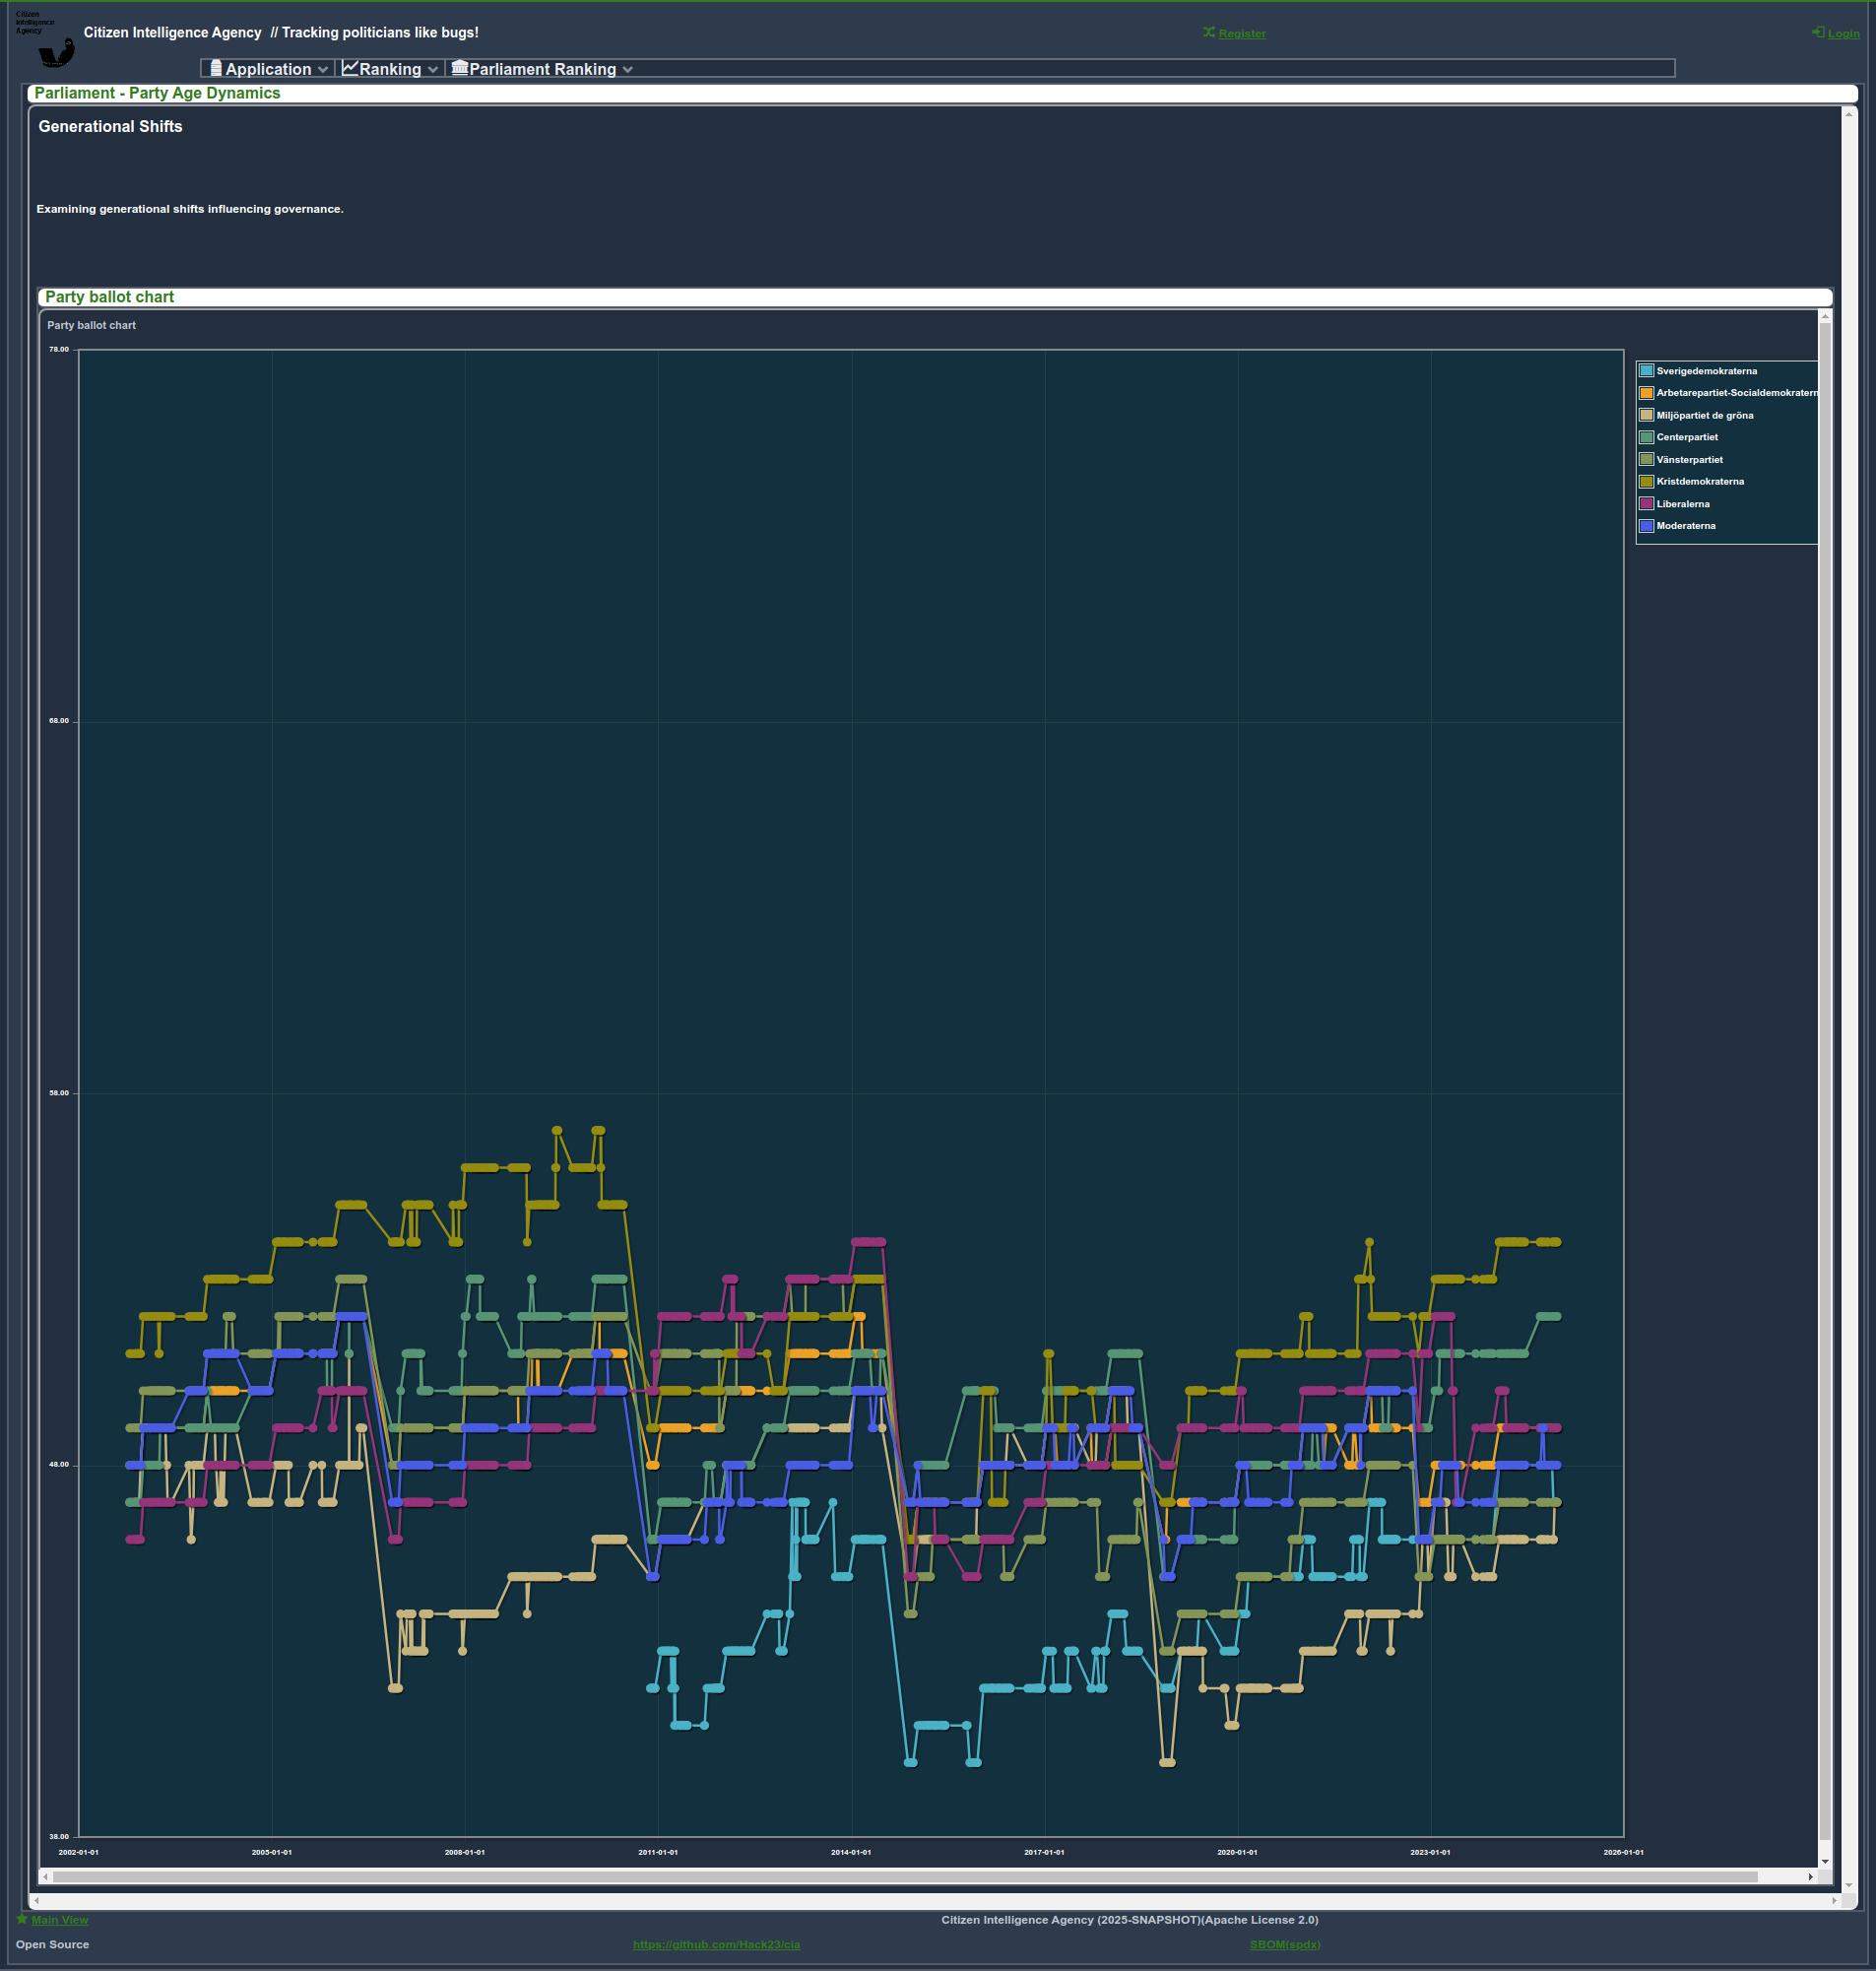 Citizen
Intelligence
Agency
Citizen Intelligence Agency // Tracking politicians like bugs!
Register
Login
Application
Ranking
Parliament Ranking
Parliament - Party Age Dynamics
Generational Shifts
Examining generational shifts influencing governance.
Party ballot chart
Party ballot chart
78.00
68.00
58.00
48.00
38.00
Sverigedemokraterna
Arbetarepartiet-Socialdemokratern
Miljöpartiet de gröna
Centerpartiet
Vänsterpartiet
Kristdemokraterna
Liberalerna
Moderaterna
2002-01-01
2005-01-01
2008-01-01
2011-01-01
2014-01-01
2017-01-01
2020-01-01
2023-01-01
2026-01-01
Main View
Citizen Intelligence Agency (2025-SNAPSHOT)(Apache License 2.0)
Open Source
https://github.com/Hack23/cia
SBOM(spdx)